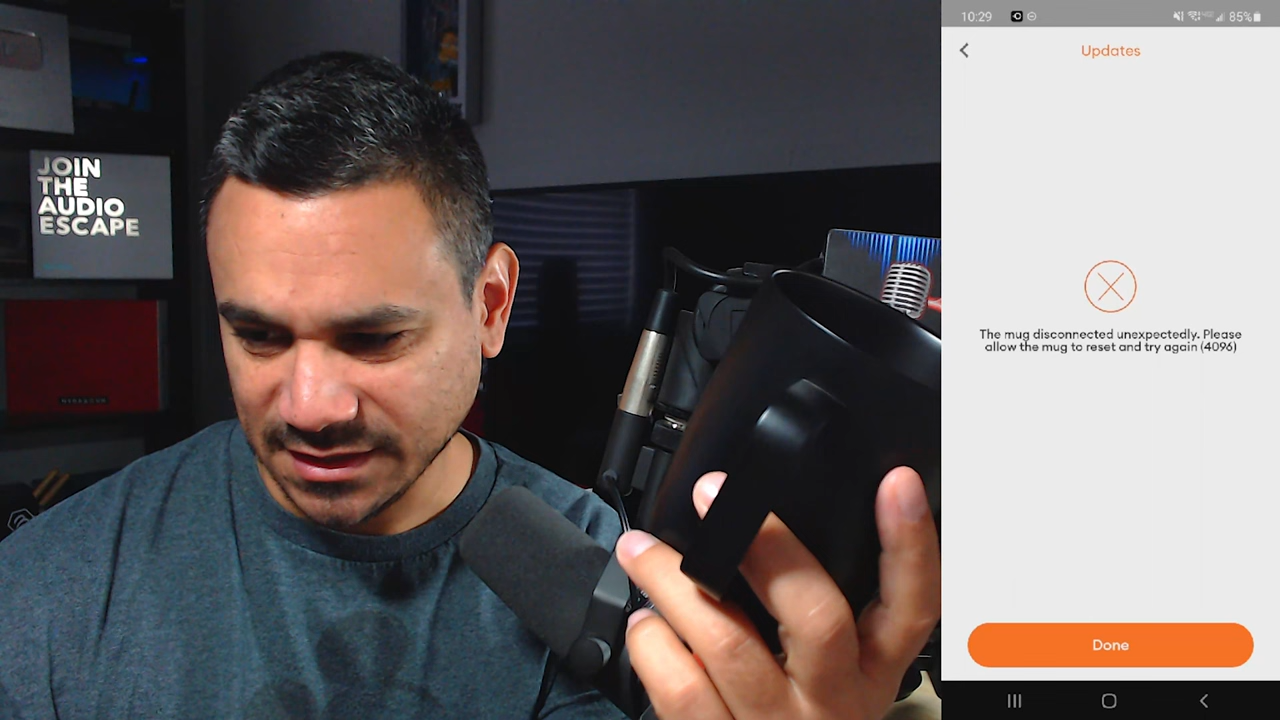 JOIN
THE
AUDIO
ESCAPE
10:29
85%
Updates
The mug disconnected unexpectedly. Please
allow the mug to reset and try again (4096)
Done